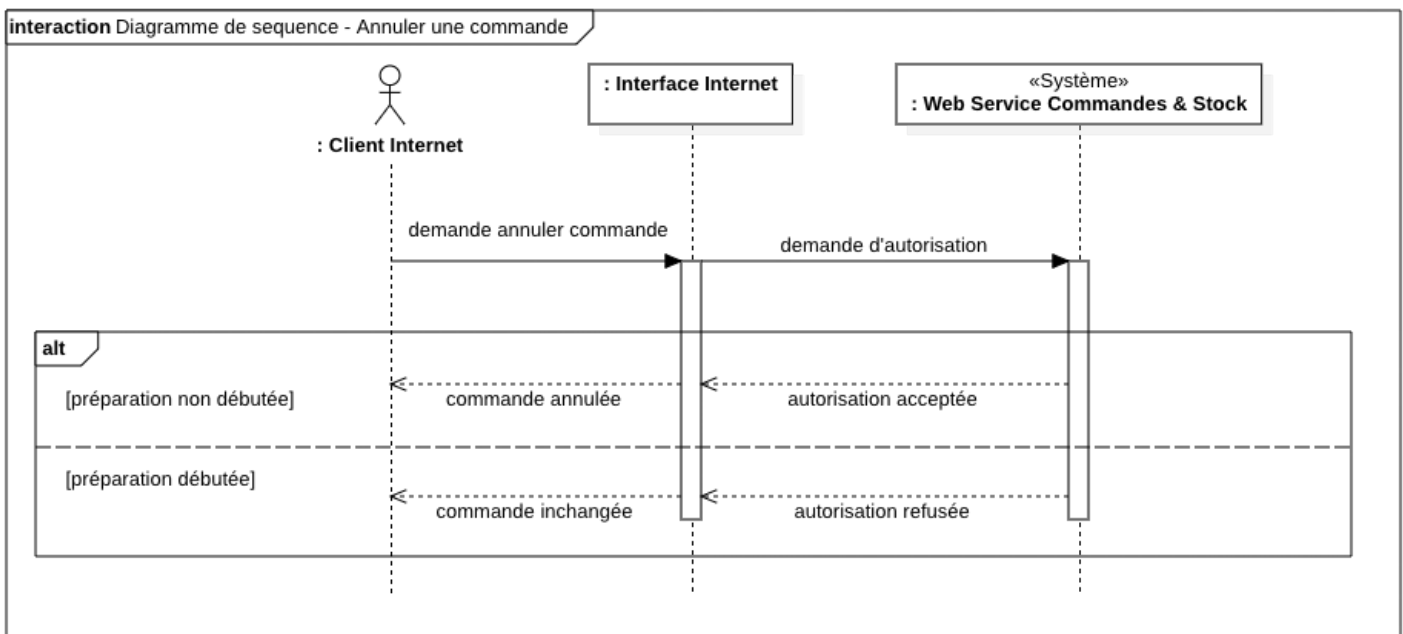 interaction Diagramme de sequence - Annuler une commande
: Client Internet
: Interface Internet
«Système»
: Web Service Commandes & Stock
demande annuler commande
demande d'autorisation
alt
[préparation non débutée]
commande annulée
autorisation acceptée
[préparation débutée]
commande inchangée
autorisation refusée